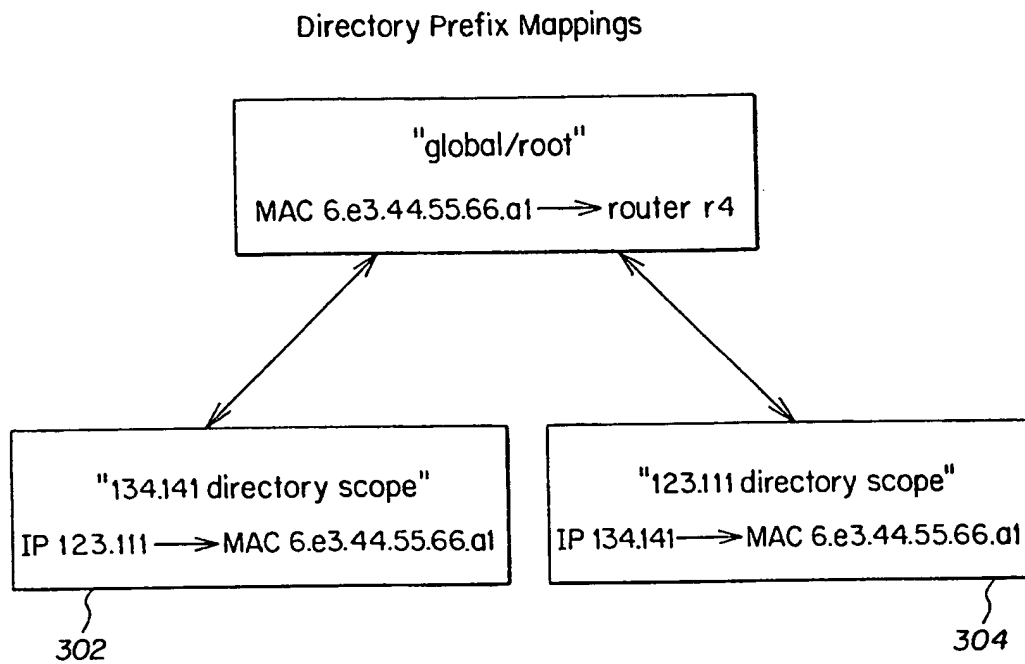 Directory Prefix Mappings
"global/root"
MAC 6.e3.44.55.66.a1 → router r4
"134.141 directory scope"
IP 123.111 → MAC 6.e3.44.55.66.a1
302
"123.111 directory scope"
IP 134.141 → MAC 6.e3.44.55.66.a1
304